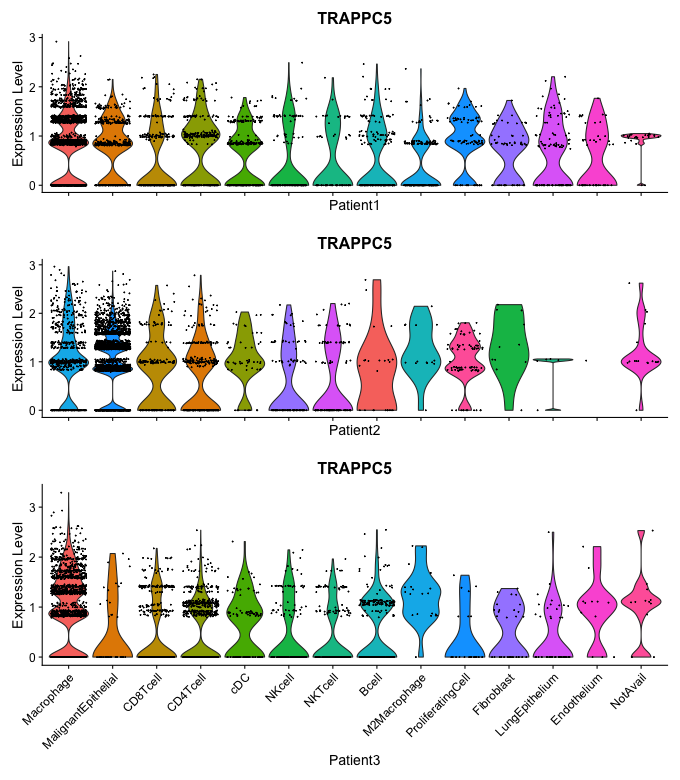 TRAPPC5
Expression Level
3
2
1
0
Patient1
TRAPPC5
Expression Level
3
2
1
0
Patient2
TRAPPC5
Expression Level
3
2
1
0
Macrophage
MalignantEpithelial
CD8Tcell
CD4Tcell
cDC
NKcell
NKTcell
Bcell
M2Macrophage
ProliferatingCell
Fibroblast
LungEpithelium
Endothelium
NotAvail
Patient3